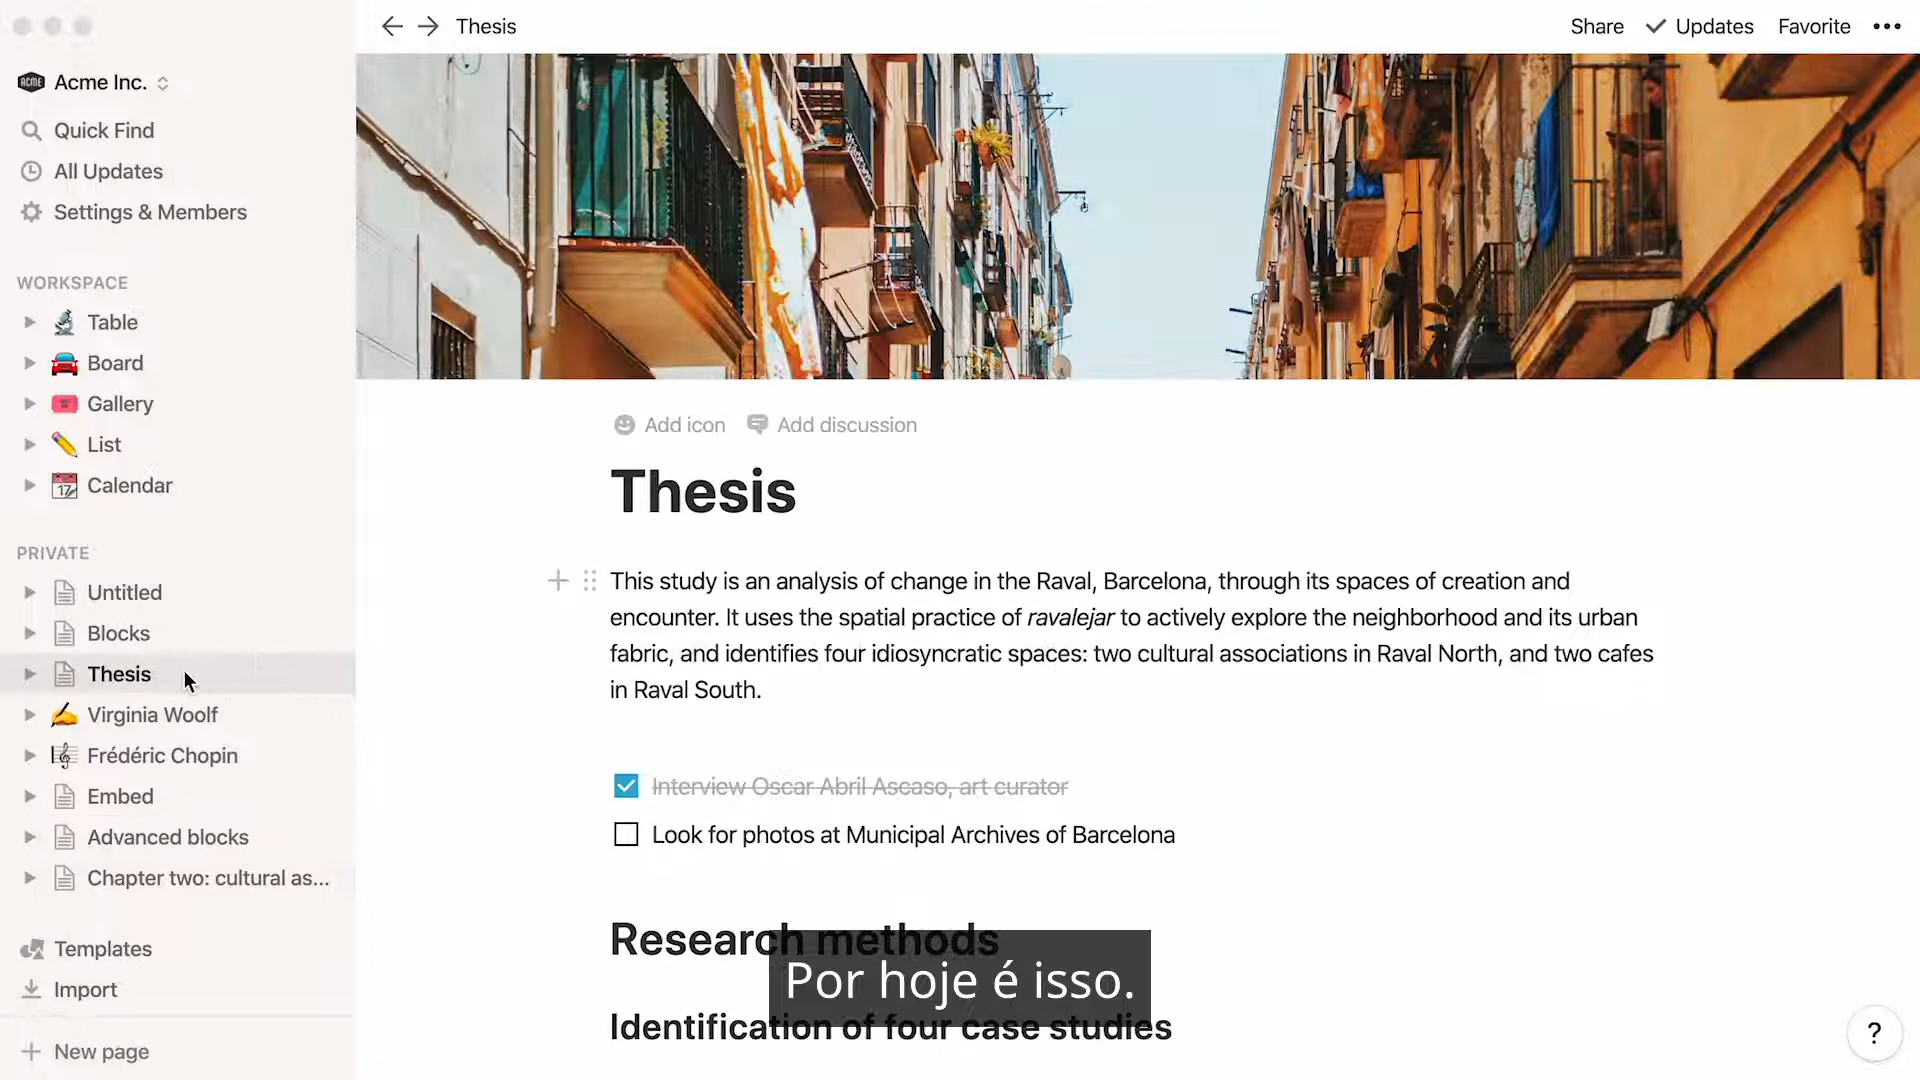 Thesis
Share
Updates
Favorite
ACME
Acme Inc.
Quick Find
All Updates
Settings & Members
WORKSPACE
Table
Board
Gallery
List
17
Calendar
PRIVATE
Untitled
Blocks
Thesis
Virginia Woolf
Frédéric Chopin
Embed
Advanced blocks
Chapter two: cultural as...
Templates
Import
New page
Add icon
Add discussion
Thesis
This study is an analysis of change in the Raval, Barcelona, through its spaces of creation and
encounter. It uses the spatial practice of ravalejar to actively explore the neighborhood and its urban
fabric, and identifies four idiosyncratic spaces: two cultural associations in Raval North, and two cafes
in Raval South.
Interview Oscar Abril Ascaso, art curator
Look for photos at Municipal Archives of Barcelona
Research methods
Por hoje é isso.
Identification of four case studies
?